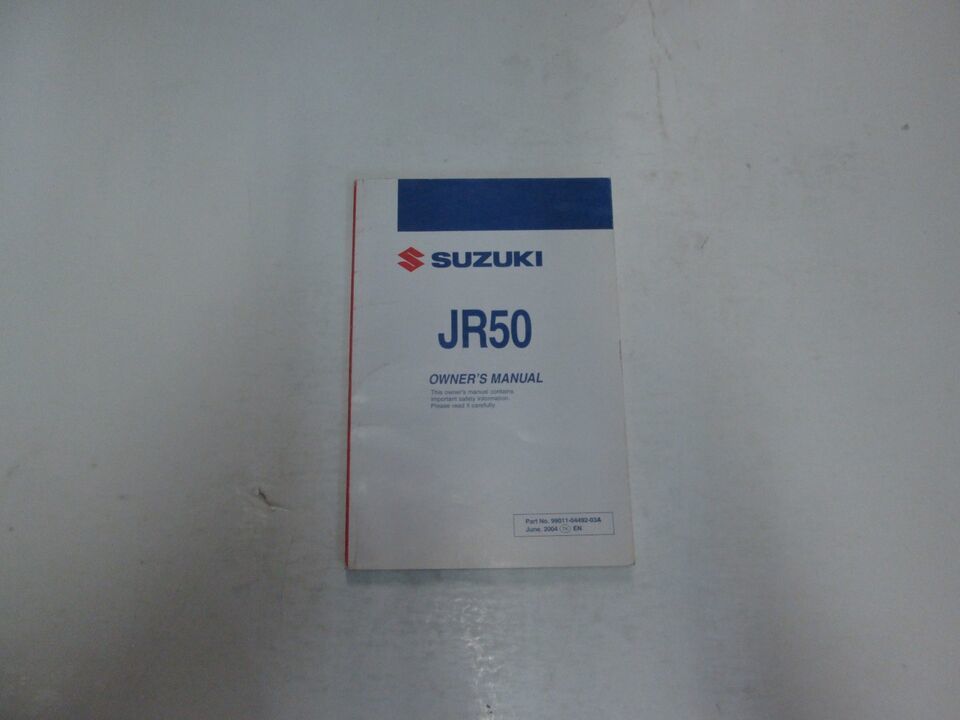 SUZUKI
JR50
OWNER'S MANUAL
This owner's manual contains
important safety information.
Please read it carefully.
Part No. 99011-04492-03A
June, 2004 TK EN